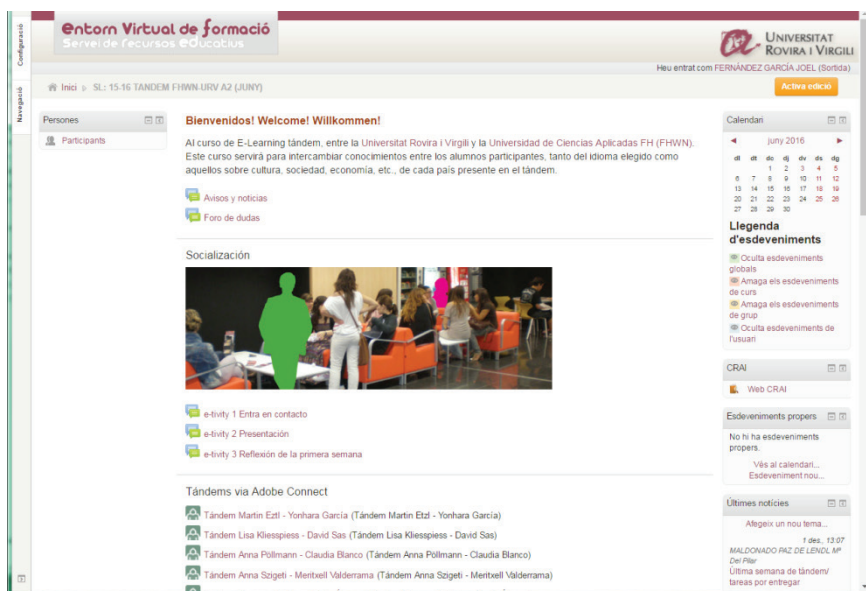 Configuració
Navegació
entorn Virtual de formació
Servei de recursos educatius
UNIVERSITAT
ROVIRA I VIRGILI
Heu entrat com FERNÁNDEZ GARCÍA JOEL (Sortida)
Inici SL: 15-16 TANDEM FHWN-URV A2 (JUNY)
Activa edició
Persones
Participants
Bienvenidos! Welcome! Willkommen!
Al curso de E-Learning tándem, entre la Universitat Rovira i Virgili y la Universidad de Ciencias Aplicadas FH (FHWN).
Este curso servirá para intercambiar conocimientos entre los alumnos participantes, tanto del idioma elegido como
aquellos sobre cultura, sociedad, economía, etc., de cada país presente en el tándem.
Avisos y noticias
Foro de dudas
Socialización
e-tivity 1 Entra en contacto
e-tivity 2 Presentación
e-tivity 3 Reflexión de la primera semana
Tándems via Adobe Connect
Tándem Martin Eztl - Yonhara García (Tándem Martin Etzl - Yonhara García)
Tándem Lisa Kliesspiess - David Sas (Tándem Lisa Kliesspiess - David Sas)
Tándem Anna Pöllmann - Claudia Blanco (Tándem Anna Pöllmann - Claudia Blanco)
Tándem Anna Szigeti - Meritxell Valderrama (Tándem Anna Szigeti - Meritxell Valderrama)
Calendari
juny 2016
dl dt dc dj dv ds dg
1 2 3 4 5
6 7 8 9 10 11 12
13 14 15 16 17 18 19
20 21 22 23 24 25 26
27 28 29 30
Llegenda
d'esdeveniments
Oculta esdeveniments
globals
Amaga els esdeveniments
de curs
Amaga els esdeveniments
de grup
Oculta esdeveniments de
l'usuari
CRAI
Web CRAI
Esdeveniments propers
No hi ha esdeveniments
propers.
Vés al calendari...
Esdeveniment nou...
Últimes notícies
Afegeix un nou tema...
1 des., 13:07
MALDONADO PAZ DE LENDL Mª
Del Pilar
Última semana de tándem/
tareas por entregar